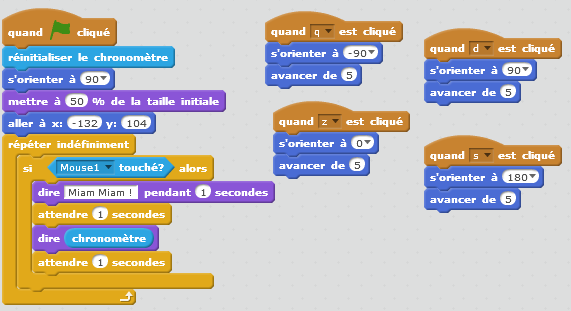 quand cliqué
réinitialiser le chronomètre
s'orienter à 90
mettre à 50 % de la taille initiale
aller à x: -132 y: 104
répéter indéfiniment
si Mouse1 touché? alors
dire Miam Miam ! pendant 1 secondes
attendre 1 secondes
dire chronomètre
attendre 1 secondes
quand q est cliqué
s'orienter à -90
avancer de 5
quand z est cliqué
s'orienter à 0
avancer de 5
quand d est cliqué
s'orienter à 90
avancer de 5
quand s est cliqué
s'orienter à 180
avancer de 5